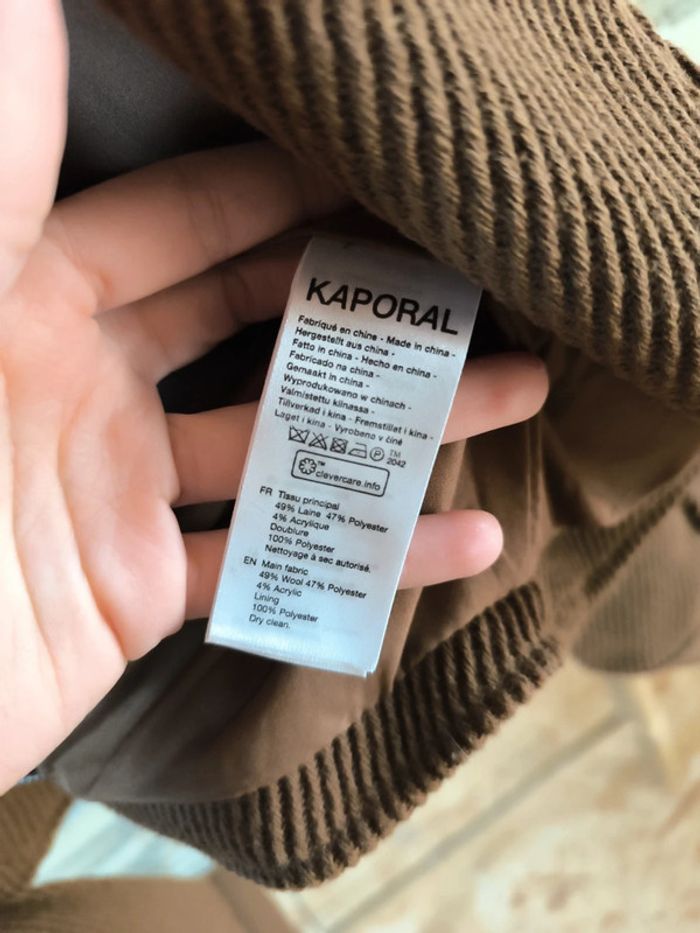 KAPORAL
Fabriqué en chine - Made in china -
Hergestellt aus china -
Fatto in china - Hecho en china -
Fabricado na china -
Gemaakt in china -
Wyprodukowano w chinach -
Valmistettu kiinassa -
Tillverkad i kina - Fremstillet i kina -
Laget i kina - Vyrobeno v číně
P TM
2042
TM
clevercare.info
FR Tissu principal
49% Laine 47% Polyester
4% Acrylique
Doublure
100% Polyester
Nettoyage à sec autorisé.
EN Main fabric
49% Wool 47% Polyester
4% Acrylic
Lining
100% Polyester
Dry clean.